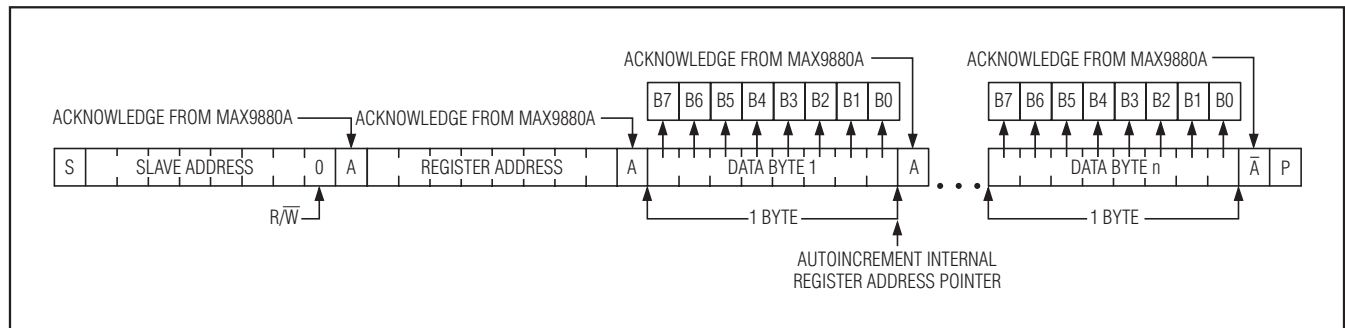 ACKNOWLEDGE FROM MAX9880A
ACKNOWLEDGE FROM MAX9880A
B7 B6 B5 B4 B3 B2 B1 B0
B7 B6 B5 B4 B3 B2 B1 B0
ACKNOWLEDGE FROM MAX9880A
ACKNOWLEDGE FROM MAX9880A
S SLAVE ADDRESS 0 A REGISTER ADDRESS A DATA BYTE 1 A ••• DATA BYTE n A̅ P
R/W̅
1 BYTE
1 BYTE
AUTOINCREMENT INTERNAL
REGISTER ADDRESS POINTER